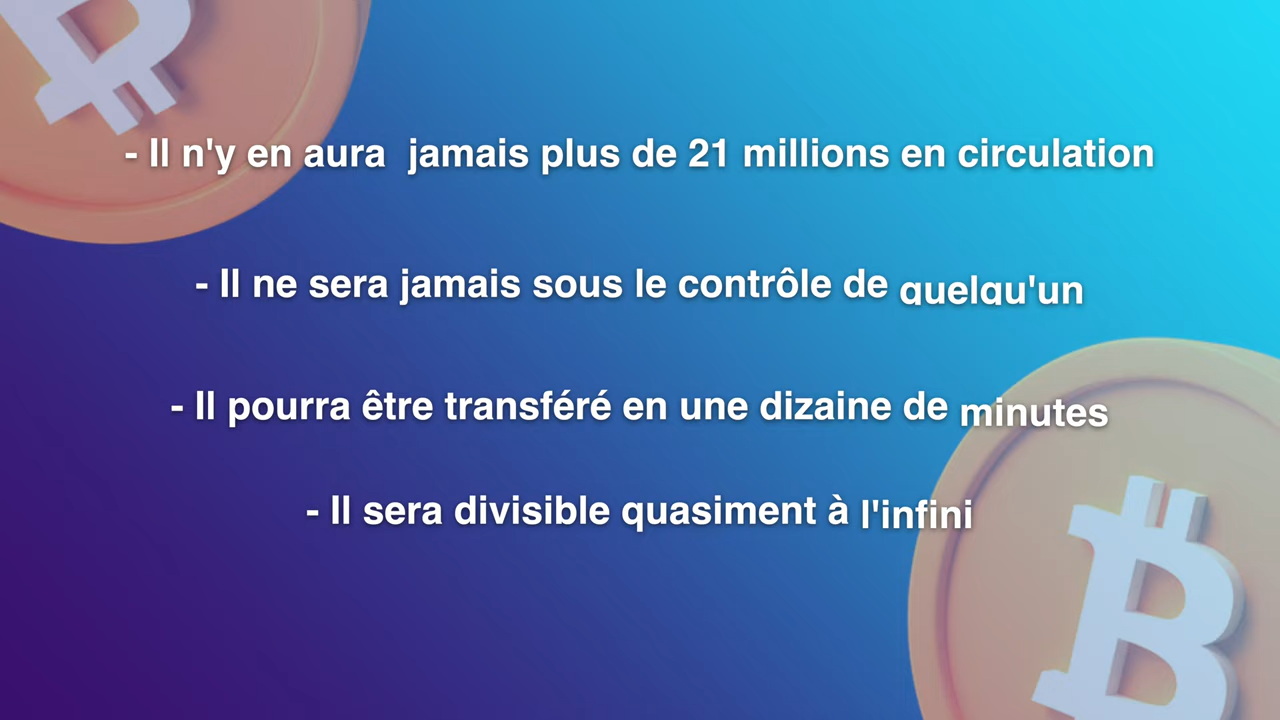 - Il n'y en aura  jamais plus de 21 millions en circulation
- Il ne sera jamais sous le contrôle de quelqu'un
- Il pourra être transféré en une dizaine de minutes
- Il sera divisible quasiment à l'infini